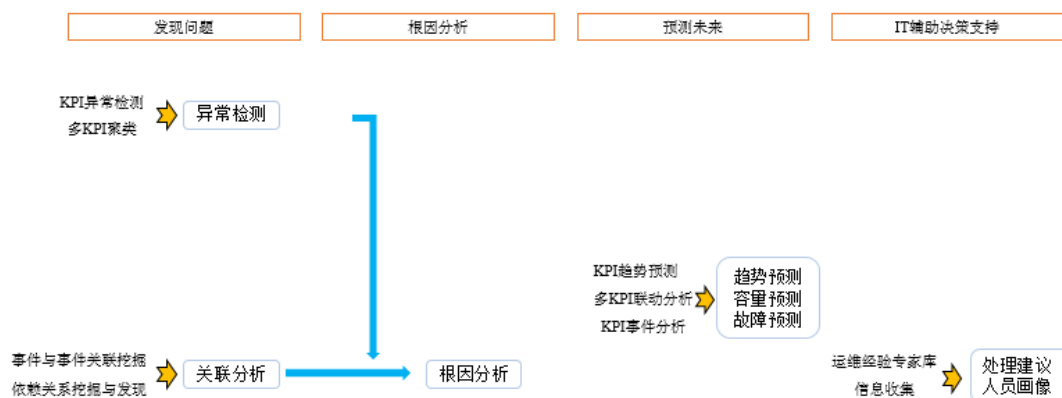 发现问题
根因分析
预测未来
IT辅助决策支持
KPI异常检测
多KPI聚类
异常检测
KPI趋势预测
多KPI联动分析
KPI事件分析
趋势预测
容量预测
故障预测
事件与事件关联挖掘
依赖关系挖掘与发现
关联分析
根因分析
运维经验专家库
信息收集
处理建议
人员画像